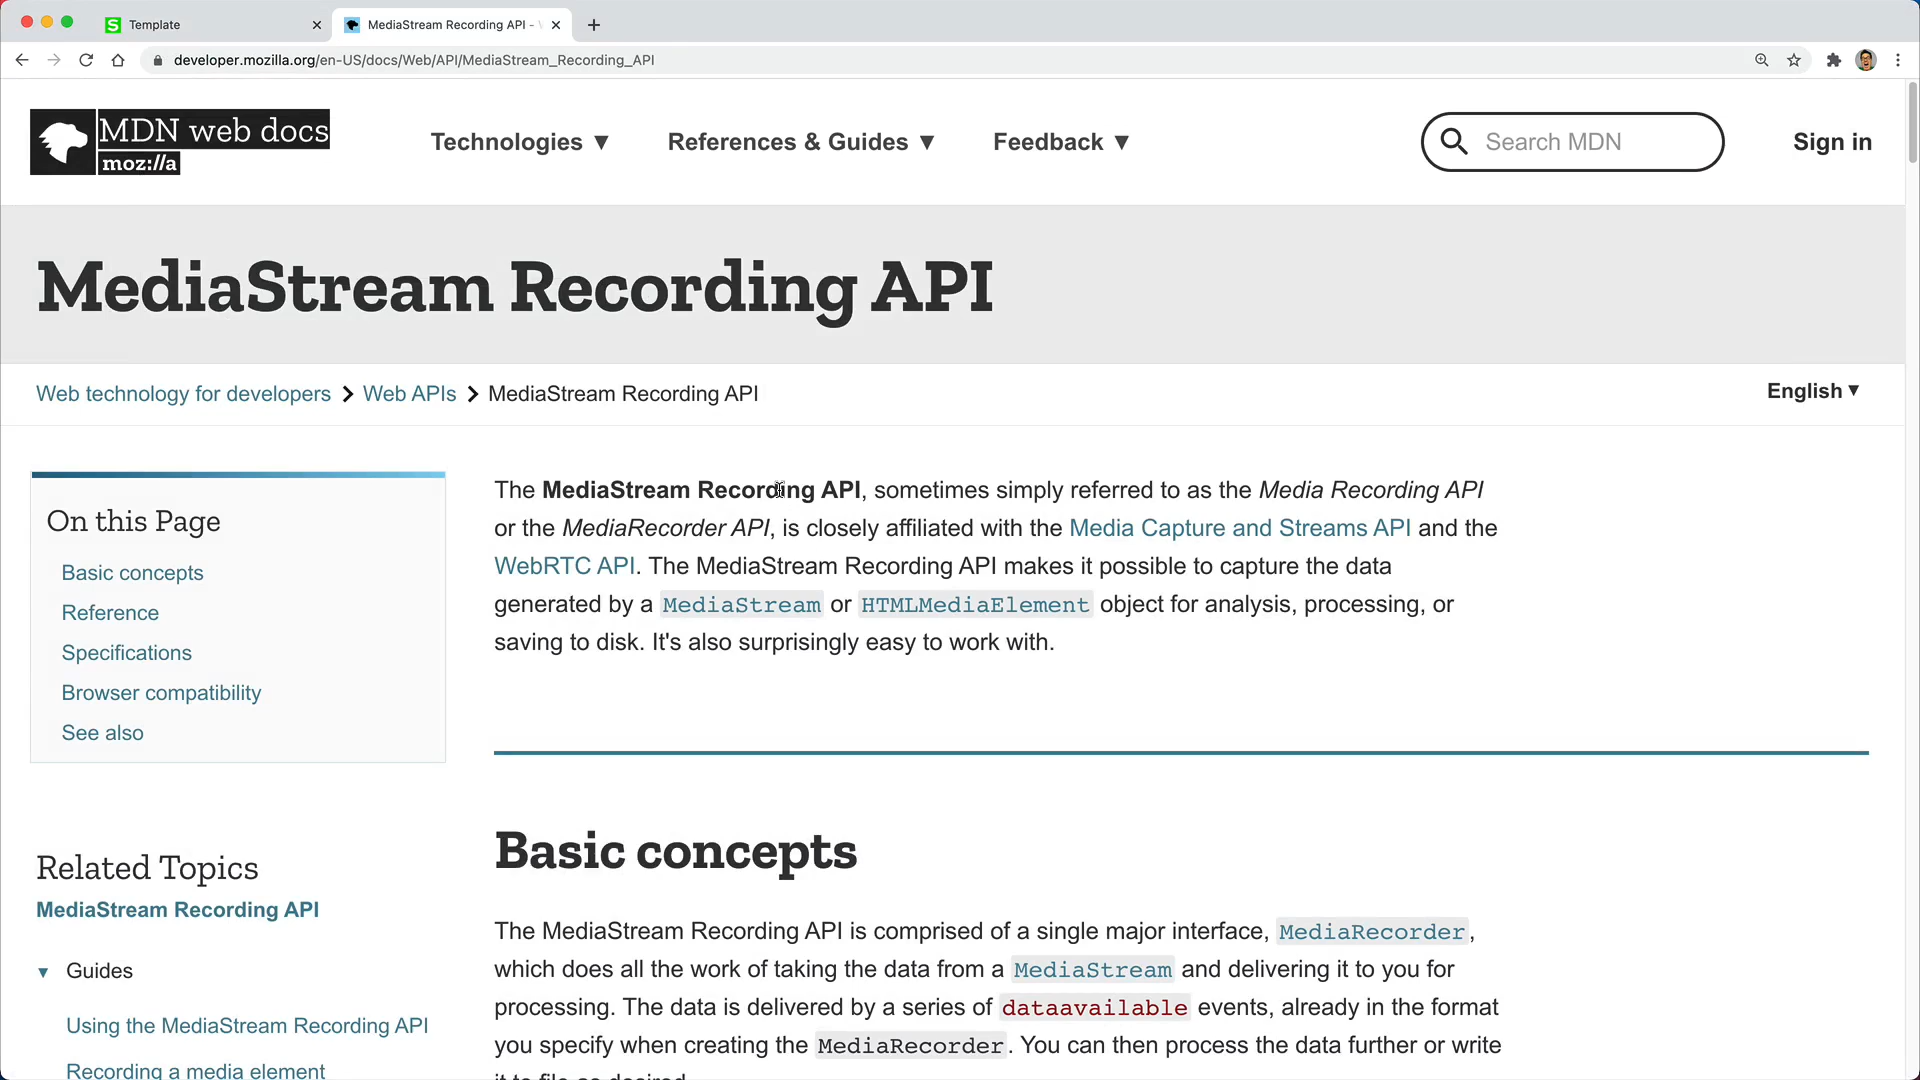 Template
MediaStream Recording API -
developer.mozilla.org/en-US/docs/Web/API/MediaStream_Recording_API
MDN web docs
moz://a
Technologies ▼
References & Guides ▼
Feedback ▼
Search MDN
Sign in
MediaStream Recording API
Web technology for developers > Web APIs > MediaStream Recording API
English ▼
On this Page
Basic concepts
Reference
Specifications
Browser compatibility
See also
Related Topics
MediaStream Recording API
▼ Guides
Using the MediaStream Recording API
Recording a media element
The MediaStream Recording API, sometimes simply referred to as the Media Recording API
or the MediaRecorder API, is closely affiliated with the Media Capture and Streams API and the
WebRTC API. The MediaStream Recording API makes it possible to capture the data
generated by a MediaStream or HTMLMediaElement object for analysis, processing, or
saving to disk. It's also surprisingly easy to work with.
Basic concepts
The MediaStream Recording API is comprised of a single major interface, MediaRecorder,
which does all the work of taking the data from a MediaStream and delivering it to you for
processing. The data is delivered by a series of dataavailable events, already in the format
you specify when creating the MediaRecorder. You can then process the data further or write
it to file as desired.